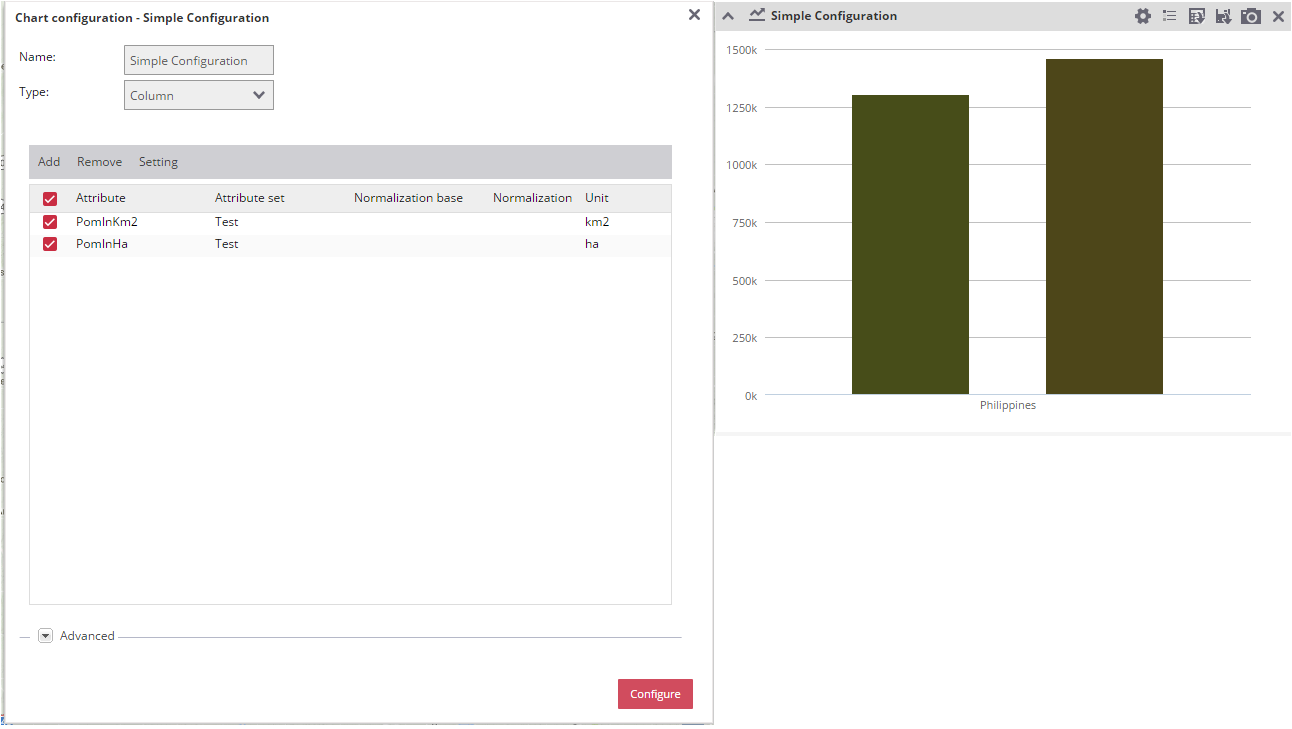 Chart configuration - Simple Configuration
Name:
Simple Configuration
Type:
Column
Add Remove Setting
Attribute Attribute set Normalization base Normalization Unit
PomInKm2 Test km2
PomInHa Test ha
Advanced
Configure
Simple Configuration
1500k
1250k
1000k
750k
500k
250k
0k
Philippines